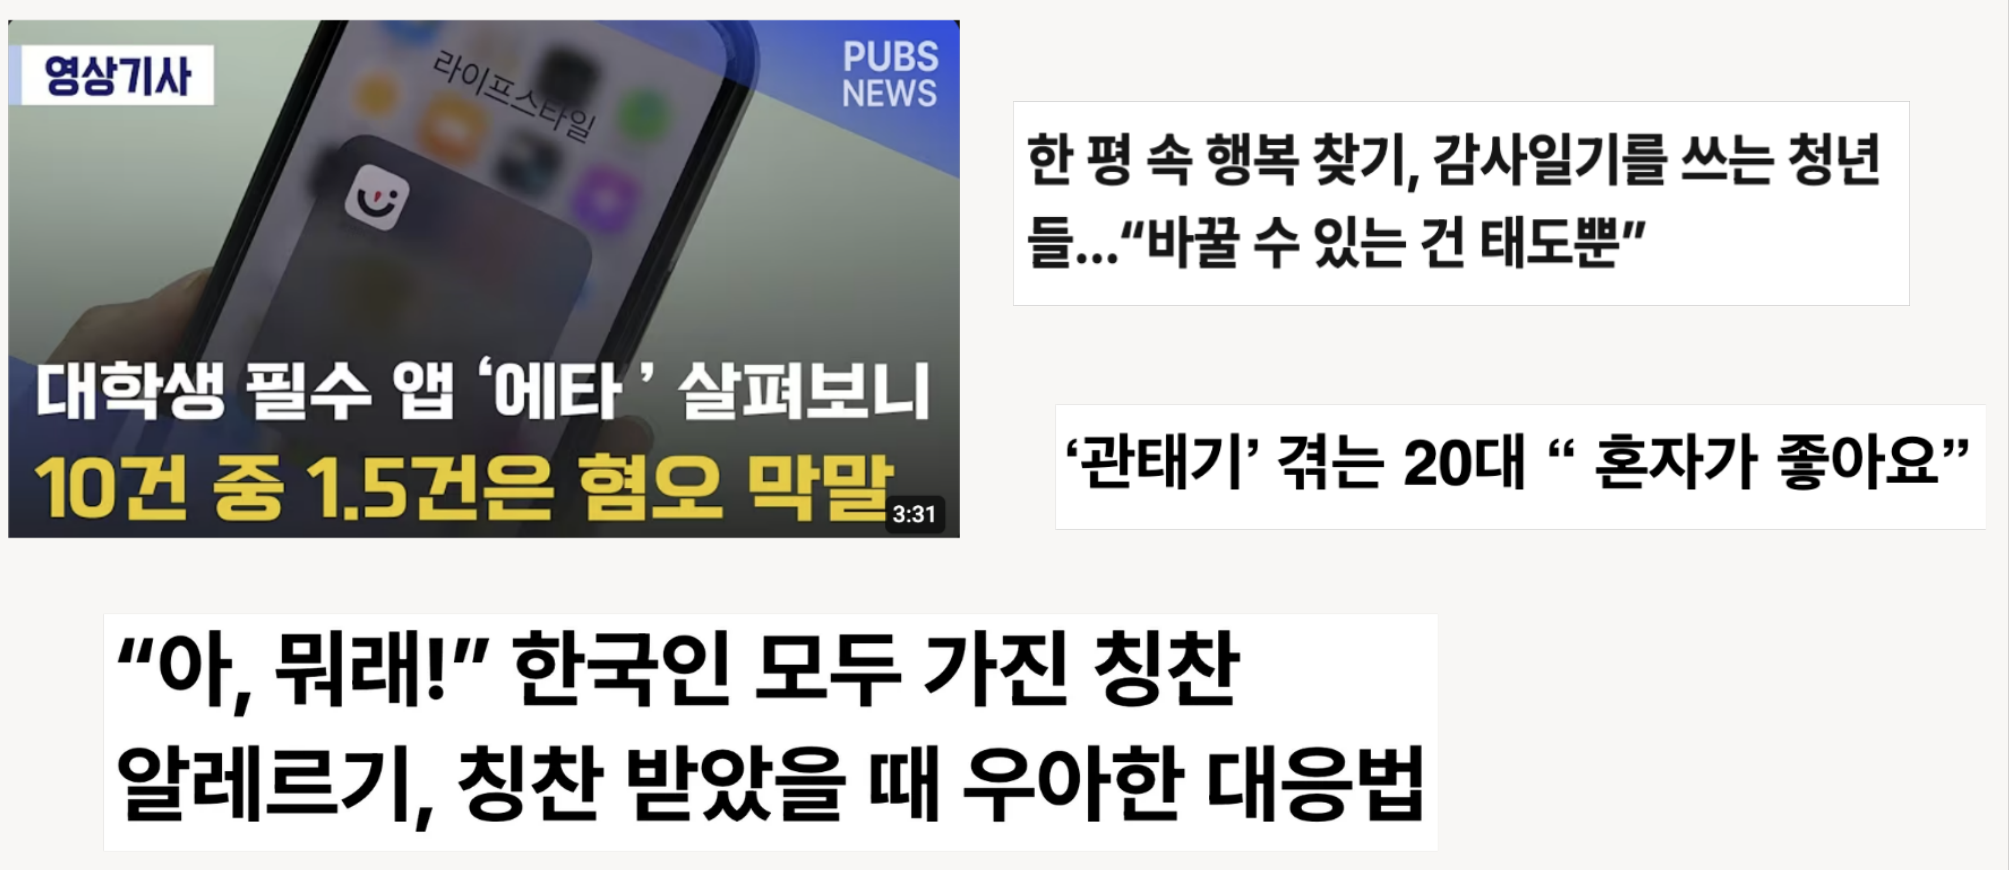 영상기사
PUBS
NEWS
라이프스타일
대학생 필수 앱 ‘에타’ 살펴보니
10건 중 1.5건은 혐오 막말
3:31
한 평 속 행복 찾기, 감사일기를 쓰는 청년
들...“바꿀 수 있는 건 태도뿐”
‘관태기’ 겪는 20대 “ 혼자가 좋아요”
“아, 뭐래!” 한국인 모두 가진 칭찬
알레르기, 칭찬 받았을 때 우아한 대응법